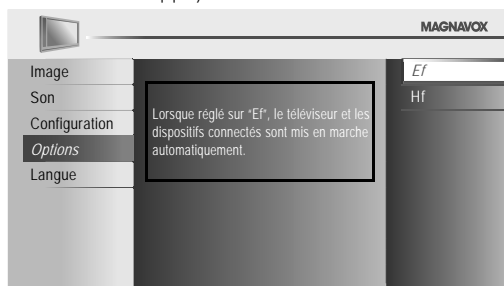 MAGNAVOX
Image
Son
Configuration
Options
Langue
Lorsque réglé sur "Ef", le téléviseur et les
dispositifs connectés sont mis en marche
automatiquement.
Ef
Hf